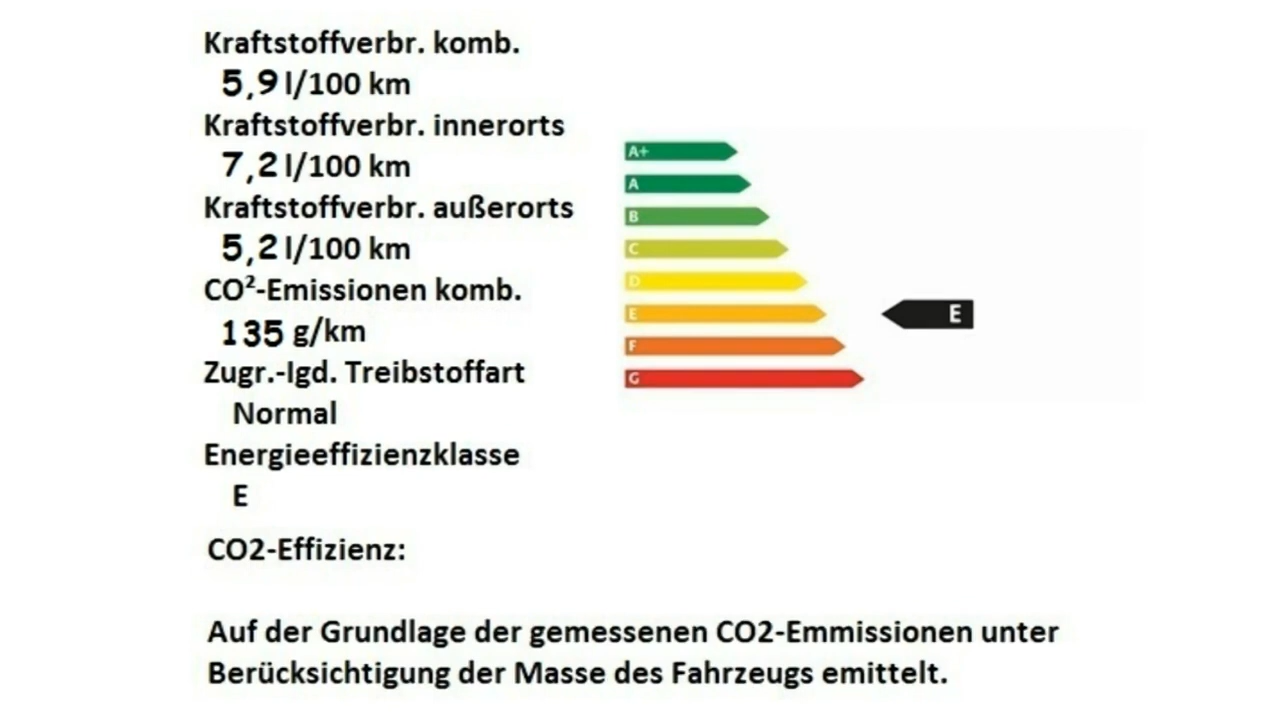 Kraftstoffverbr. komb.
5,9 l/100 km
Kraftstoffverbr. innerorts
7,2 l/100 km
Kraftstoffverbr. außerorts
5,2 l/100 km
CO²-Emissionen komb.
135 g/km
Zugr.-lgd. Treibstoffart
Normal
Energieeffizienzklasse
E
A+
A
B
C
D
E
E
F
G
CO2-Effizienz:
Auf der Grundlage der gemessenen CO2-Emmissionen unter
Berücksichtigung der Masse des Fahrzeugs emittelt.